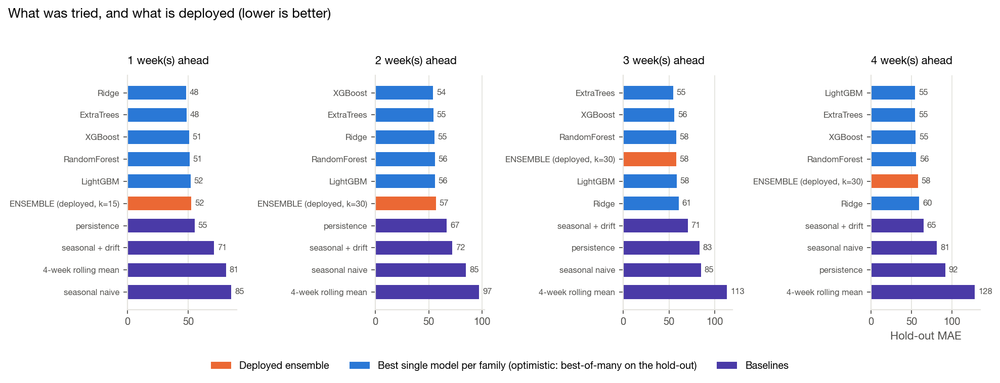 What was tried, and what is deployed (lower is better)
1 week(s) ahead
Ridge 48
ExtraTrees 48
XGBoost 51
RandomForest 51
LightGBM 52
ENSEMBLE (deployed, k=15) 52
persistence 55
seasonal + drift 71
4-week rolling mean 81
seasonal naive 85
0 50
2 week(s) ahead
XGBoost 54
ExtraTrees 55
Ridge 55
RandomForest 56
LightGBM 56
ENSEMBLE (deployed, k=30) 57
persistence 67
seasonal + drift 72
seasonal naive 85
4-week rolling mean 97
0 50 100
3 week(s) ahead
ExtraTrees 55
XGBoost 56
RandomForest 58
ENSEMBLE (deployed, k=30) 58
LightGBM 58
Ridge 61
seasonal + drift 71
persistence 83
seasonal naive 85
4-week rolling mean 113
0 50 100
4 week(s) ahead
LightGBM 55
ExtraTrees 55
XGBoost 55
RandomForest 56
ENSEMBLE (deployed, k=30) 58
Ridge 60
seasonal + drift 65
seasonal naive 81
persistence 92
4-week rolling mean 128
0 50 100
Hold-out MAE
Deployed ensemble
Best single model per family (optimistic: best-of-many on the hold-out)
Baselines